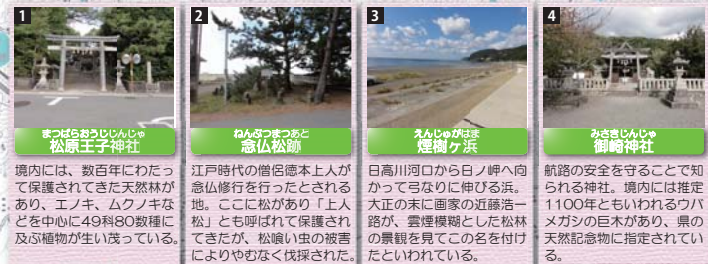 1
まつばらおうじじんじゃ
松原王子神社
境内には、数百年にわたっ
て保護されてきた天然林が
あり、エノキ、ムクノキな
どを中心に49科80数種に
及ぶ植物が生い茂っている。
2
ねんぶつまつあと
念仏松跡
江戸時代の僧侶徳本上人が
念仏修行を行ったとされる
地。ここに松があり「上人
松」とも呼ばれて保護され
てきたが、松喰い虫の被害
によりやむなく伐採された。
3
えんじゅがはま
煙樹ヶ浜
日高川河口から日ノ岬へ向
かって弓なりに伸びる浜。
大正の末に画家の近藤浩一
路が、雲煙模糊とした松林
の景観を見てこの名を付け
たといわれている。
4
みさきじんじゃ
御崎神社
航路の安全を守ることで知
られる神社。境内には推定
1100年ともいわれるウバ
メガシの巨木があり、県の
天然記念物に指定されてい
る。